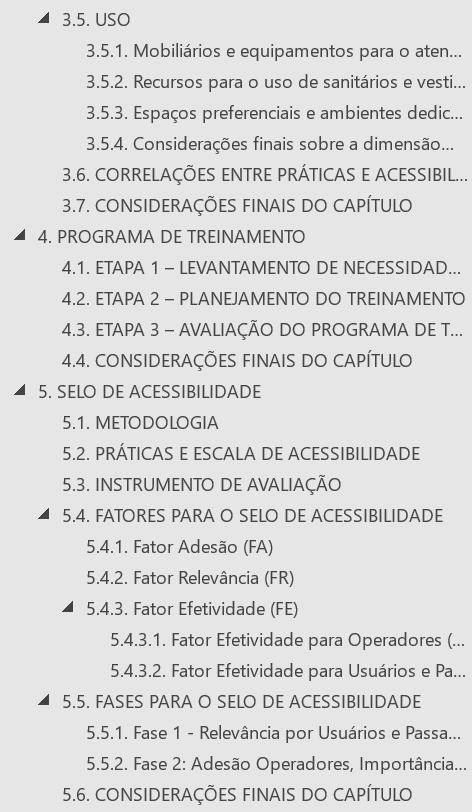 3.5. USO
3.5.1. Mobiliários e equipamentos para o aten...
3.5.2. Recursos para o uso de sanitários e vesti...
3.5.3. Espaços preferenciais e ambientes dedic...
3.5.4. Considerações finais sobre a dimensão...
3.6. CORRELAÇÕES ENTRE PRÁTICAS E ACESSIBIL...
3.7. CONSIDERAÇÕES FINAIS DO CAPÍTULO
4. PROGRAMA DE TREINAMENTO
4.1. ETAPA 1 – LEVANTAMENTO DE NECESSIDAD...
4.2. ETAPA 2 – PLANEJAMENTO DO TREINAMENTO
4.3. ETAPA 3 – AVALIAÇÃO DO PROGRAMA DE T...
4.4. CONSIDERAÇÕES FINAIS DO CAPÍTULO
5. SELO DE ACESSIBILIDADE
5.1. METODOLOGIA
5.2. PRÁTICAS E ESCALA DE ACESSIBILIDADE
5.3. INSTRUMENTO DE AVALIAÇÃO
5.4. FATORES PARA O SELO DE ACESSIBILIDADE
5.4.1. Fator Adesão (FA)
5.4.2. Fator Relevância (FR)
5.4.3. Fator Efetividade (FE)
5.4.3.1. Fator Efetividade para Operadores (...
5.4.3.2. Fator Efetividade para Usuários e Pa...
5.5. FASES PARA O SELO DE ACESSIBILIDADE
5.5.1. Fase 1 - Relevância por Usuários e Passa...
5.5.2. Fase 2: Adesão Operadores, Importância...
5.6. CONSIDERAÇÕES FINAIS DO CAPÍTULO